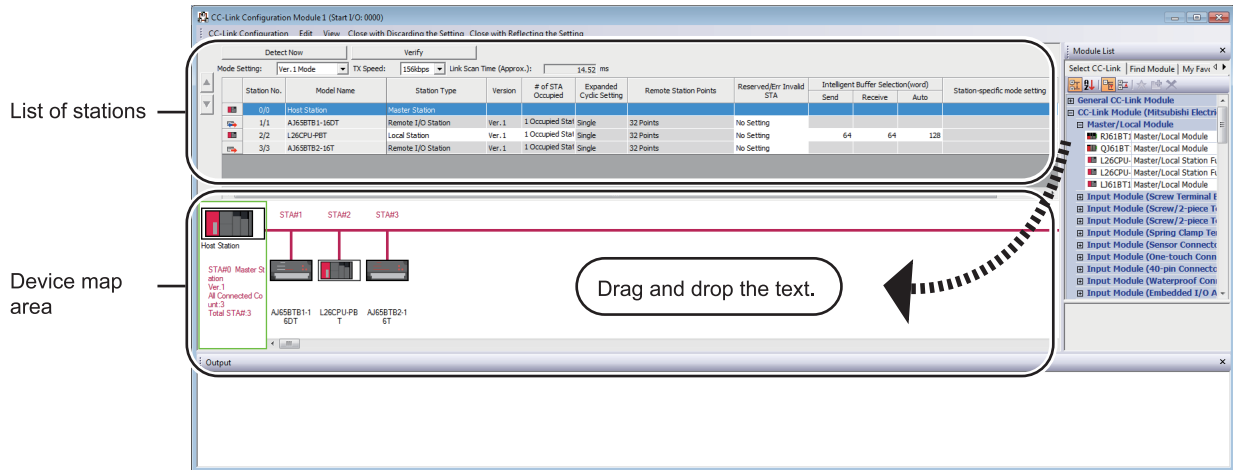 CC-Link Configuration Module 1 (Start I/O: 0000)
CC-Link Configuration Edit View Close with Discarding the Setting Close with Reflecting the Setting
Detect Now Verify
Mode Setting: Ver.1 Mode TX Speed: 156kbps Link Scan Time (Approx.): 14.52 ms
Station No. Model Name Station Type Version # of STA Occupied Expanded Cyclic Setting Remote Station Points Reserved/Err Invalid STA Intelligent Buffer Selection(word) Station-specific mode setting
Send Receive Auto
0/0 Host Station Master Station
1/1 AJ65BTB1-16DT Remote I/O Station Ver.1 1 Occupied Stat Single 32 Points No Setting
2/2 L26CPU-PBT Local Station Ver.1 1 Occupied Stat Single 32 Points No Setting 64 64 128
3/3 AJ65BTB2-16T Remote I/O Station Ver.1 1 Occupied Stat Single 32 Points No Setting
List of stations
Module List
Select CC-Link Find Module My Favo
General CC-Link Module
CC-Link Module (Mitsubishi Electri
Master/Local Module
RJ61BT1 Master/Local Module
QJ61BT Master/Local Module
L26CPU- Master/Local Station Fu
L26CPU- Master/Local Station Fu
LJ61BT1 Master/Local Module
Input Module (Screw Terminal B
Input Module (Screw/2-piece Te
Input Module (Screw/2-piece Te
Input Module (Spring Clamp Ter
Input Module (Sensor Connecto
Input Module (One-touch Conn
Input Module (40-pin Connecto
Input Module (Waterproof Conn
Input Module (Embedded I/O A
Device map
area
STA#1 STA#2 STA#3
Host Station
STA#0 Master St
ation
Ver.1
All Connected Co
unt:3
Total STA#:3
AJ65BTB1-1
6DT
L26CPU-PB
T
AJ65BTB2-1
6T
Drag and drop the text.
Output